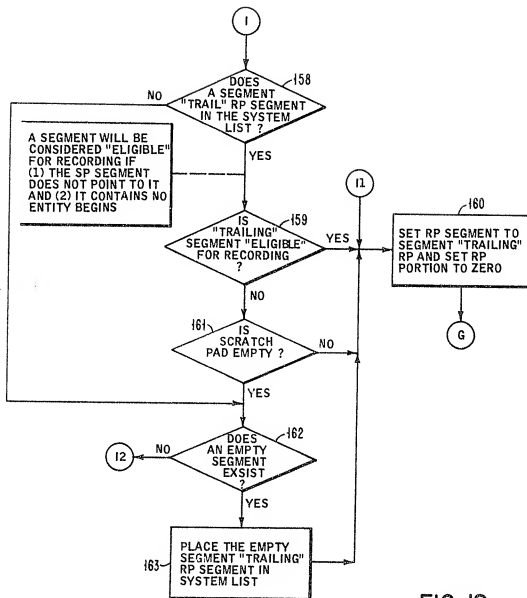 I
158
DOES
A SEGMENT
"TRAIL" RP SEGMENT
IN THE SYSTEM
LIST ?
NO
YES
A SEGMENT WILL BE
CONSIDERED "ELIGIBLE"
FOR RECORDING IF
(1) THE SP SEGMENT
DOES NOT POINT TO IT
AND (2) IT CONTAINS NO
ENTITY BEGINS
I1
159
IS
"TRAILING"
SEGMENT "ELIGIBLE"
FOR RECORDING
?
YES
NO
160
SET RP SEGMENT TO
SEGMENT "TRAILING"
RP AND SET RP
PORTION TO ZERO
G
161
IS
SCRATCH
PAD EMPTY ?
NO
YES
162
DOES
AN EMPTY
SEGMENT
EXSIST
?
NO
I2
YES
163
PLACE THE EMPTY
SEGMENT "TRAILING"
RP SEGMENT IN
SYSTEM LIST